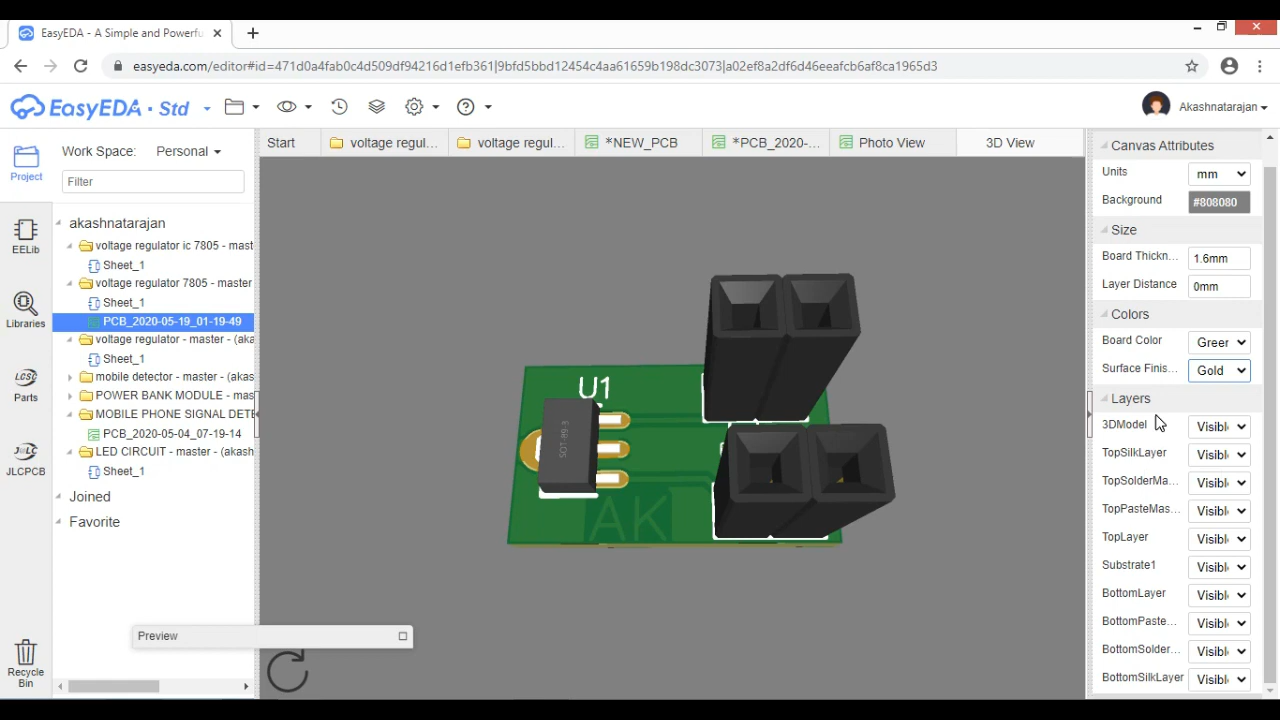 EasyEDA - A Simple and Powerfu
easyeda.com/editor#id=471d0a4fab0c4d509df94216d1efb361|9bfd5bbd12454c4aa61659b198dc3073|a02ef8a2df6d46eeafcb6af8ca1965d3
EasyEDA · Std
Akashnatarajan
Project
EELib
Libraries
LCSC
Parts
JLC
JLCPCB
Recycle
Bin
Work Space: Personal
Filter
akashnatarajan
voltage regulator ic 7805 - mast
Sheet_1
voltage regulator 7805 - master
Sheet_1
PCB_2020-05-19_01-19-49
voltage regulator - master - (aka
Sheet_1
mobile detector - master - (akas
POWER BANK MODULE - mas
MOBILE PHONE SIGNAL DETE
PCB_2020-05-04_07-19-14
LED CIRCUIT - master - (akash
Sheet_1
Joined
Favorite
Start
voltage regul...
voltage regul...
*NEW_PCB
*PCB_2020-...
Photo View
3D View
U1
SOT-89-3
AK
Preview
Canvas Attributes
Units mm
Background #808080
Size
Board Thickn... 1.6mm
Layer Distance 0mm
Colors
Board Color Green
Surface Finis... Gold
Layers
3DModel Visibl
TopSilkLayer Visibl
TopSolderMa... Visibl
TopPasteMas... Visibl
TopLayer Visibl
Substrate1 Visibl
BottomLayer Visibl
BottomPaste... Visibl
BottomSolder... Visibl
BottomSilkLayer Visibl